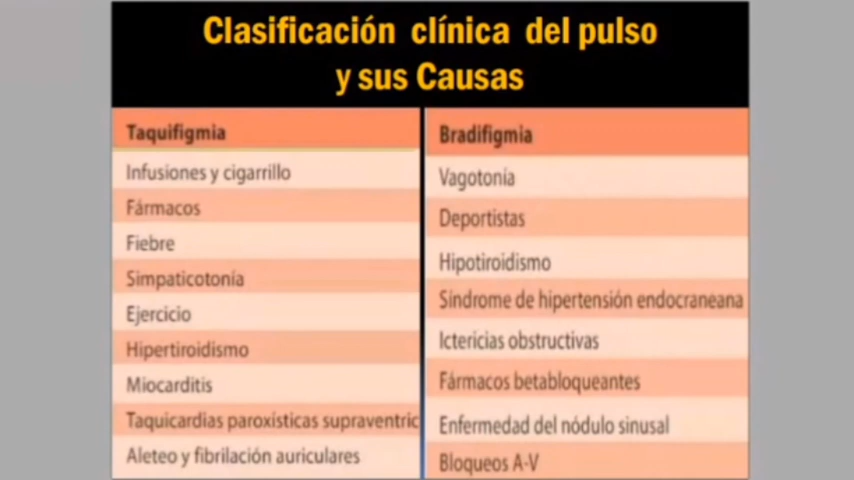 Clasificación clínica del pulso
y sus Causas
Taquifigmia
Infusiones y cigarrillo
Fármacos
Fiebre
Simpaticotonía
Ejercicio
Hipertiroidismo
Miocarditis
Taquicardias paroxísticas supraventric
Aleteo y fibrilación auriculares
Bradifigmia
Vagotonía
Deportistas
Hipotiroidismo
Síndrome de hipertensión endocraneana
Ictericias obstructivas
Fármacos betabloqueantes
Enfermedad del nódulo sinusal
Bloqueos A-V